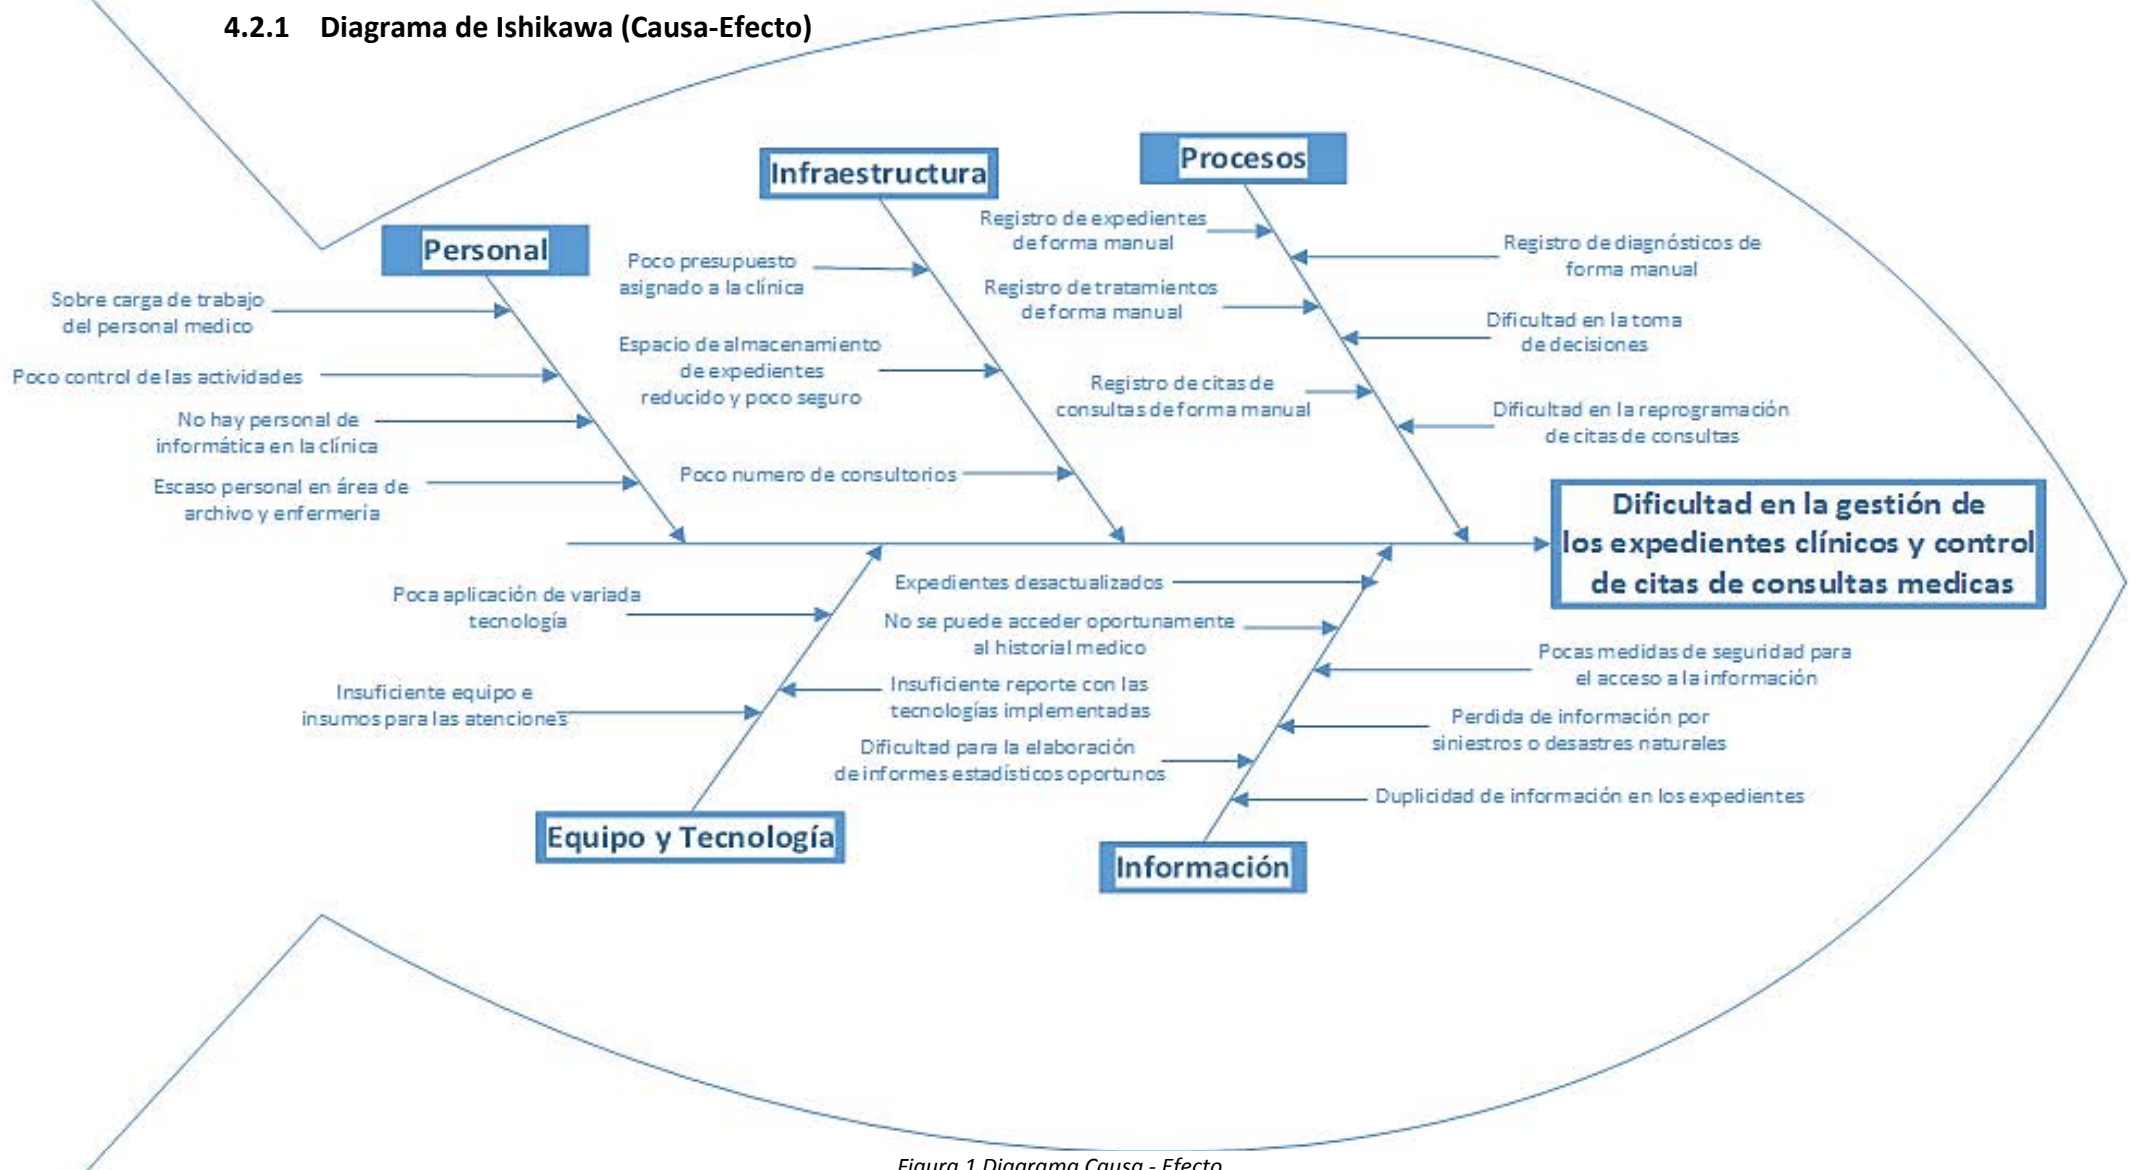 4.2.1 Diagrama de Ishikawa (Causa-Efecto)
Personal
Sobre carga de trabajo
del personal medico
Poco control de las actividades
No hay personal de
informática en la clínica
Escaso personal en área de
archivo y enfermería
Infraestructura
Poco presupuesto
asignado a la clínica
Espacio de almacenamiento
de expedientes
reducido y poco seguro
Poco numero de consultorios
Procesos
Registro de expedientes
de forma manual
Registro de tratamientos
de forma manual
Registro de citas de
consultas de forma manual
Registro de diagnósticos de
forma manual
Dificultad en la toma
de decisiones
Dificultad en la reprogramación
de citas de consultas
Dificultad en la gestión de
los expedientes clínicos y control
de citas de consultas medicas
Poca aplicación de variada
tecnología
Insuficiente equipo e
insumos para las atenciones
Insuficiente reporte con las
tecnologías implementadas
Equipo y Tecnología
Expedientes desactualizados
No se puede acceder oportunamente
al historial medico
Dificultad para la elaboración
de informes estadísticos oportunos
Pocas medidas de seguridad para
el acceso a la información
Perdida de información por
siniestros o desastres naturales
Duplicidad de información en los expedientes
Información
Figura 1 Diagrama Causa - Efecto